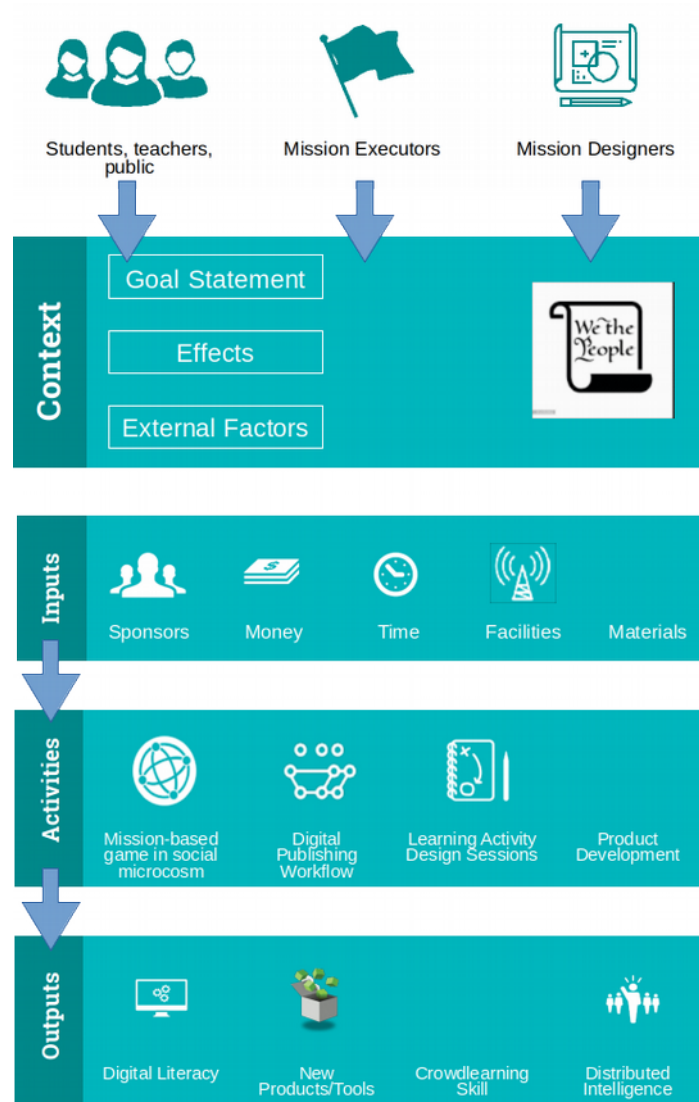 Students, teachers,
public
Mission Executors
Mission Designers
Context
Goal Statement
Effects
External Factors
We the
People
Inputs
Sponsors
Money
Time
Facilities
Materials
Activities
Mission-based
game in social
microcosm
Digital
Publishing
Workflow
Learning Activity
Design Sessions
Product
Development
Outputs
Digital Literacy
New
Products/Tools
Crowdlearning
Skill
Distributed
Intelligence